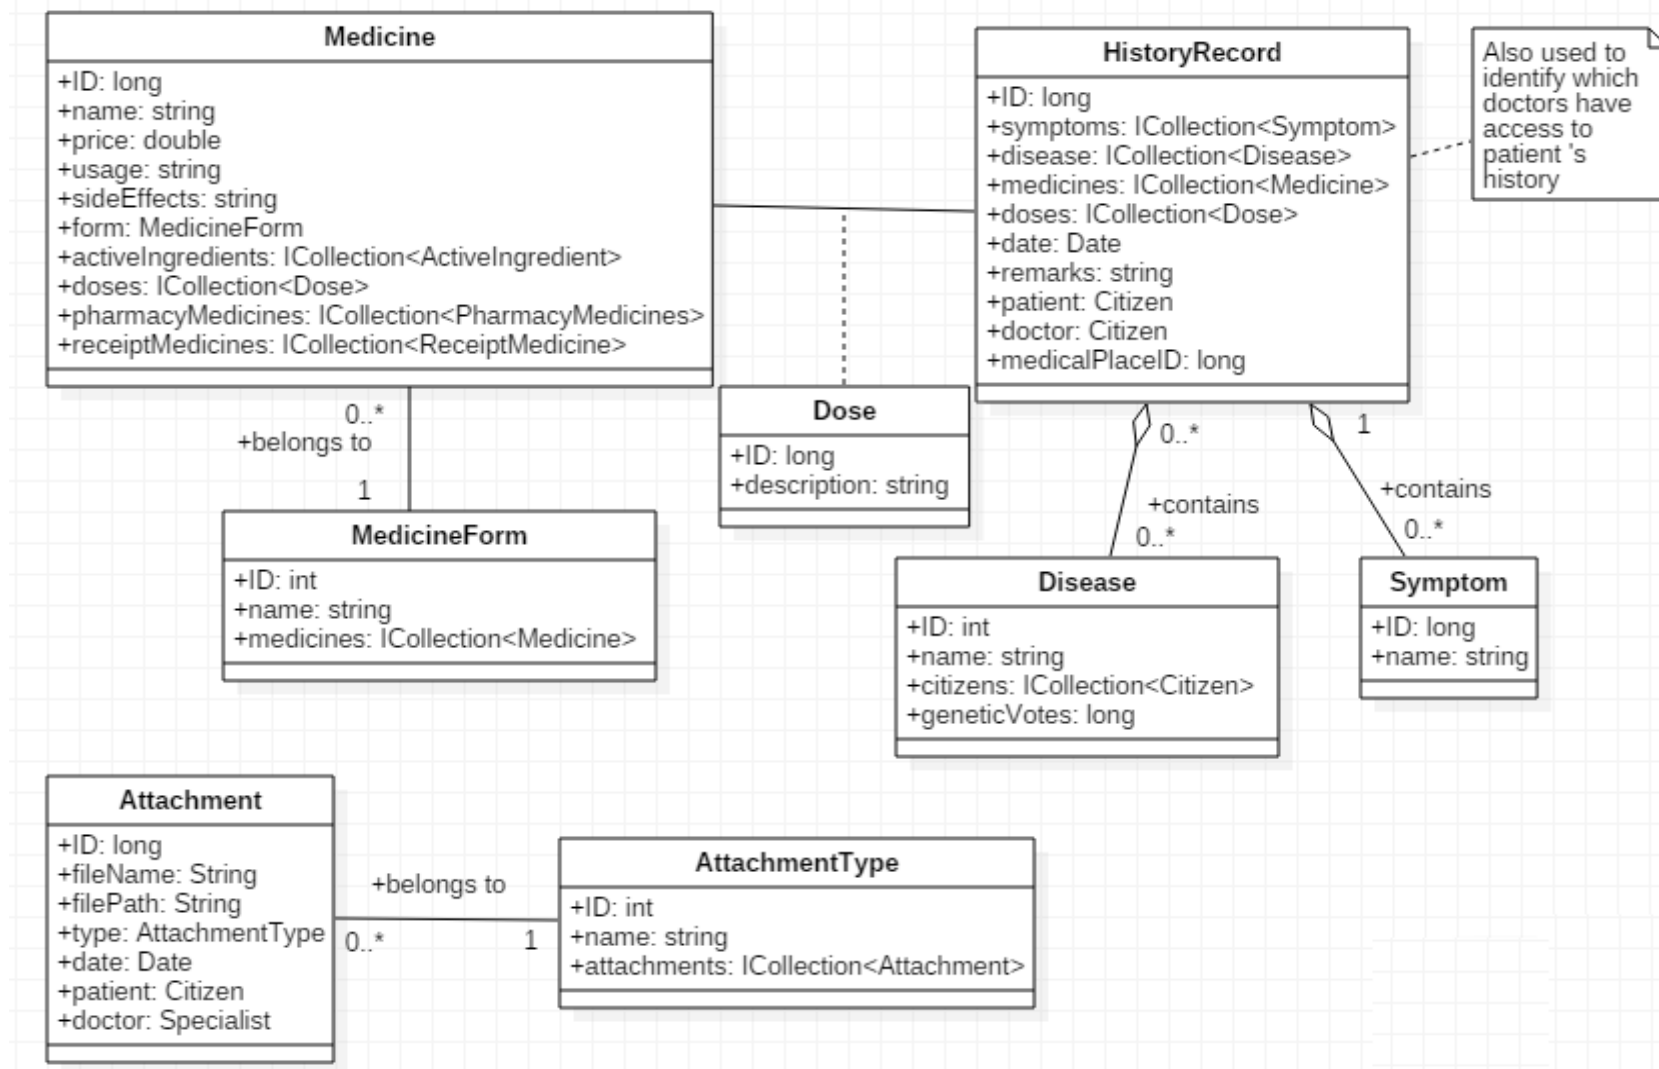 Medicine
+ID: long
+name: string
+price: double
+usage: string
+sideEffects: string
+form: MedicineForm
+activeIngredients: ICollection<ActiveIngredient>
+doses: ICollection<Dose>
+pharmacyMedicines: ICollection<PharmacyMedicines>
+receiptMedicines: ICollection<ReceiptMedicine>
HistoryRecord
+ID: long
+symptoms: ICollection<Symptom>
+disease: ICollection<Disease>
+medicines: ICollection<Medicine>
+doses: ICollection<Dose>
+date: Date
+remarks: string
+patient: Citizen
+doctor: Citizen
+medicalPlaceID: long
Also used to
identify which
doctors have
access to
patient 's
history
0..*
+belongs to
1
MedicineForm
+ID: int
+name: string
+medicines: ICollection<Medicine>
Dose
+ID: long
+description: string
0..*
+contains
0..*
1
+contains
0..*
Disease
+ID: int
+name: string
+citizens: ICollection<Citizen>
+geneticVotes: long
Symptom
+ID: long
+name: string
Attachment
+ID: long
+fileName: String
+filePath: String
+type: AttachmentType
+date: Date
+patient: Citizen
+doctor: Specialist
+belongs to
0..*
1
AttachmentType
+ID: int
+name: string
+attachments: ICollection<Attachment>